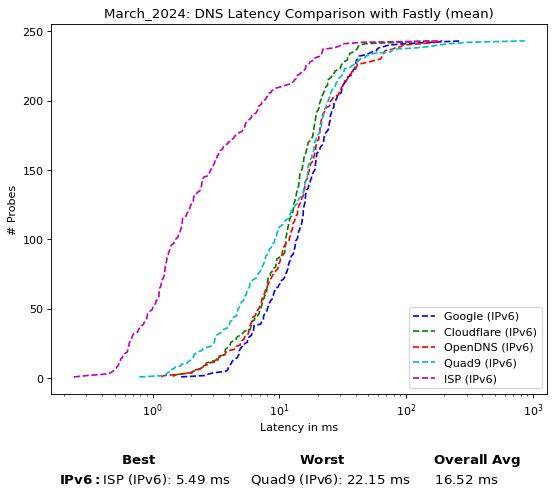 March_2024: DNS Latency Comparison with Fastly (mean)
250
200
150
100
50
0
# Probes
10⁰ 10¹ 10² 10³
Latency in ms
Google (IPv6)
Cloudflare (IPv6)
OpenDNS (IPv6)
Quad9 (IPv6)
ISP (IPv6)
Best Worst Overall Avg
IPv6: ISP (IPv6): 5.49 ms Quad9 (IPv6): 22.15 ms 16.52 ms